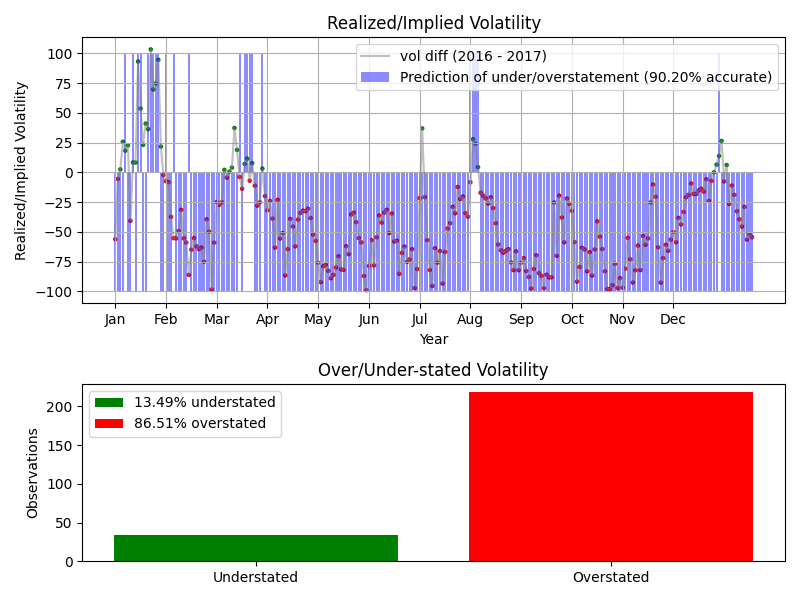 Realized/Implied Volatility
Realized/Implied Volatility
100
75
50
25
0
−25
−50
−75
−100
vol diff (2016 - 2017)
Prediction of under/overstatement (90.20% accurate)
Jan Feb Mar Apr May Jun Jul Aug Sep Oct Nov Dec
Year
Over/Under-stated Volatility
Observations
200
150
100
50
0
13.49% understated
86.51% overstated
Understated Overstated